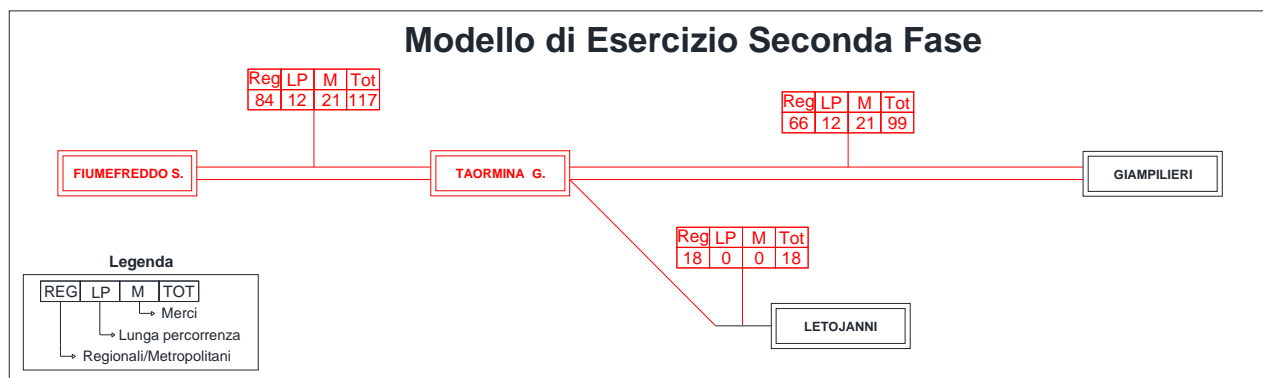 Modello di Esercizio Seconda Fase
Reg LP M Tot
84 12 21 117
Reg LP M Tot
66 12 21 99
FIUMEFREDDO S.
TAORMINA G.
GIAMPILIERI
Reg LP M Tot
18 0 0 18
LETOJANNI
Legenda
REG LP M TOT
Merci
Lunga percorrenza
Regionali/Metropolitani